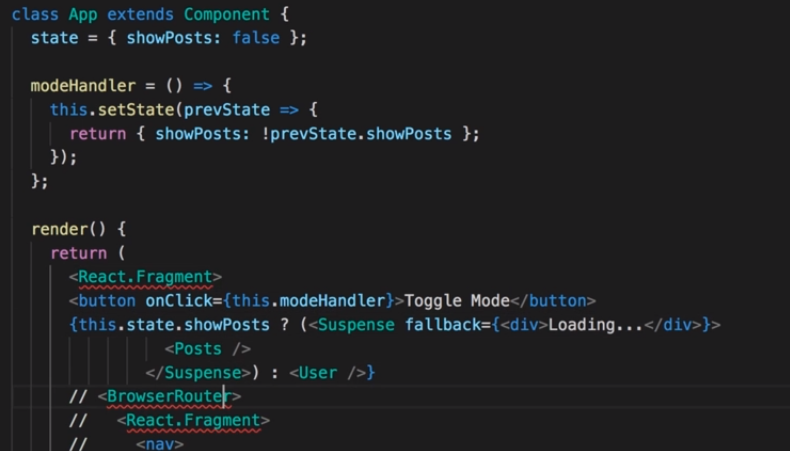 class App extends Component {
state = { showPosts: false };
modeHandler = () => {
this.setState(prevState => {
return { showPosts: !prevState.showPosts };
});
};
render() {
return (
<React.Fragment>
<button onClick={this.modeHandler}>Toggle Mode</button>
{this.state.showPosts ? (<Suspense fallback={<div>Loading...</div>}>
<Posts />
</Suspense>) : <User />}
// <BrowserRouter>
// <React.Fragment>
// <nav>